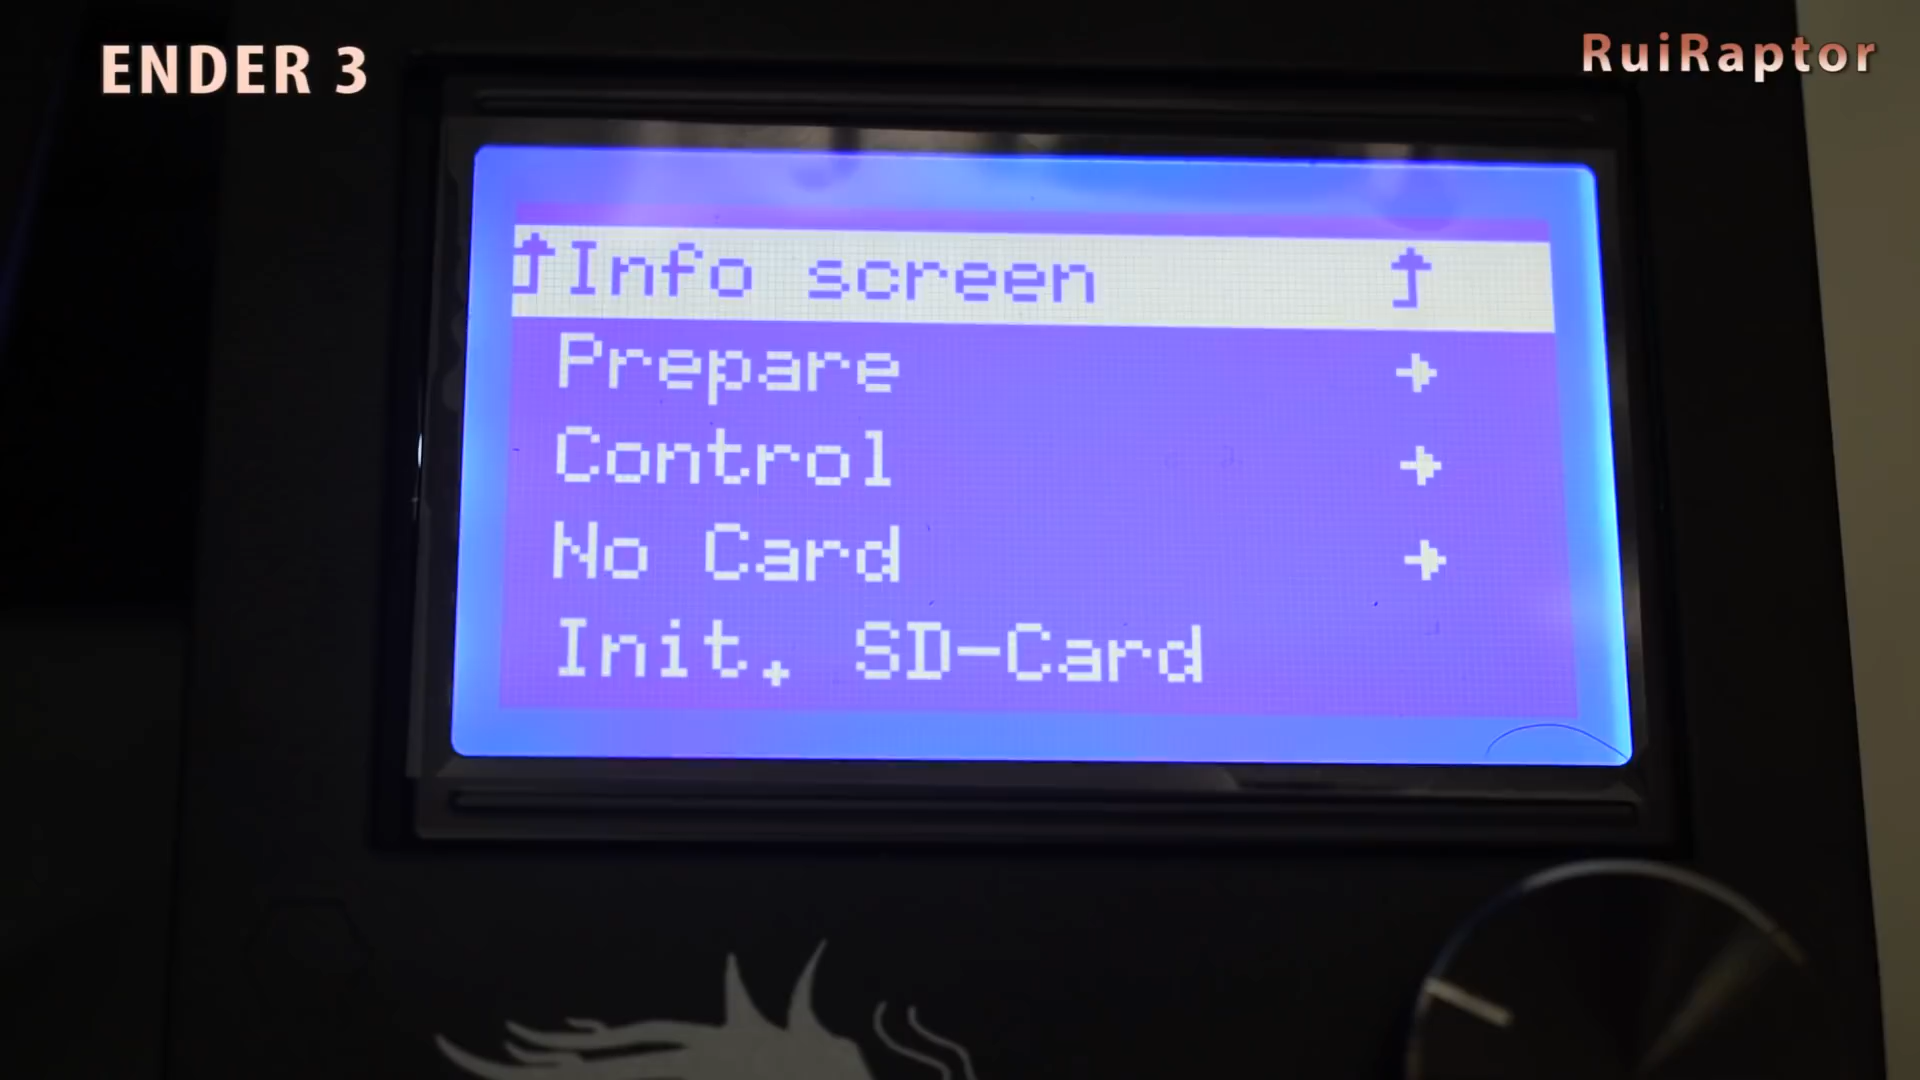 ENDER 3
RuiRaptor
Info screen
Prepare
Control
No Card
Init. SD-Card